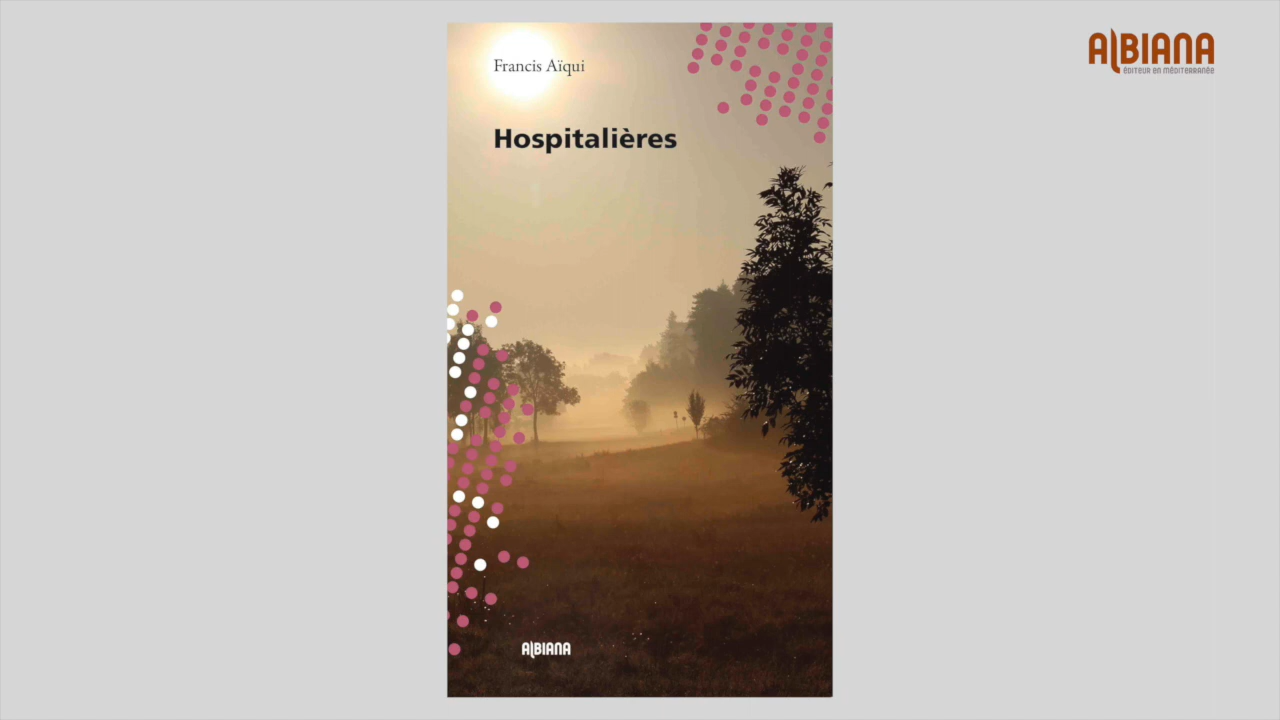 Francis Aïqui
Hospitalières
ALBIANA
ALBIANA
ÉDITEUR EN MÉDITERRANÉE